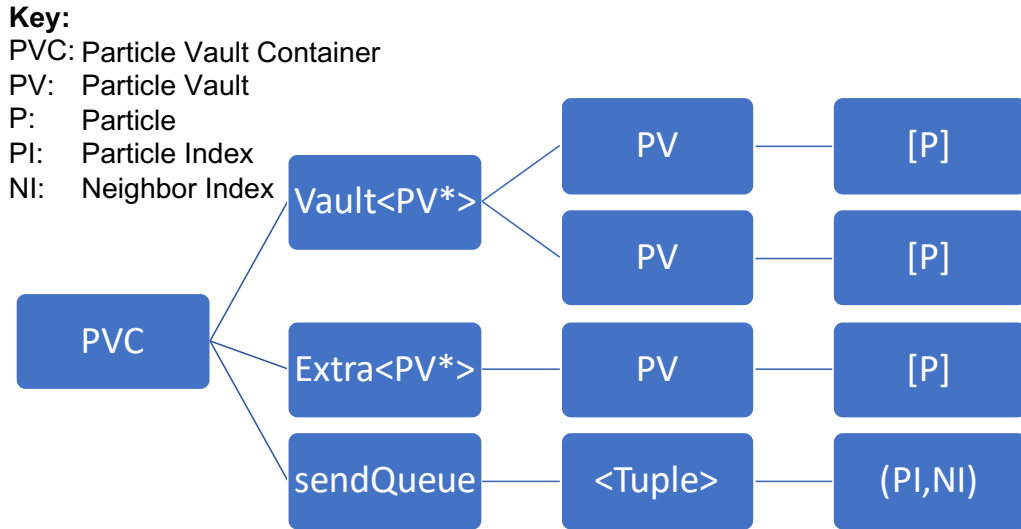 Key:
PVC: Particle Vault Container
PV: Particle Vault
P: Particle
PI: Particle Index
NI: Neighbor Index
PV [P]
Vault<PV*>
PV [P]
PVC
Extra<PV*> PV [P]
sendQueue <Tuple> (PI,NI)